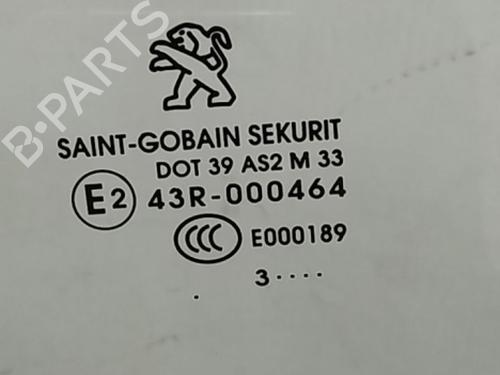 B-PARTS
SAINT-GOBAIN SEKURIT
DOT 39 AS2 M 33
E2 43R-000464
CCC E000189
3····
.